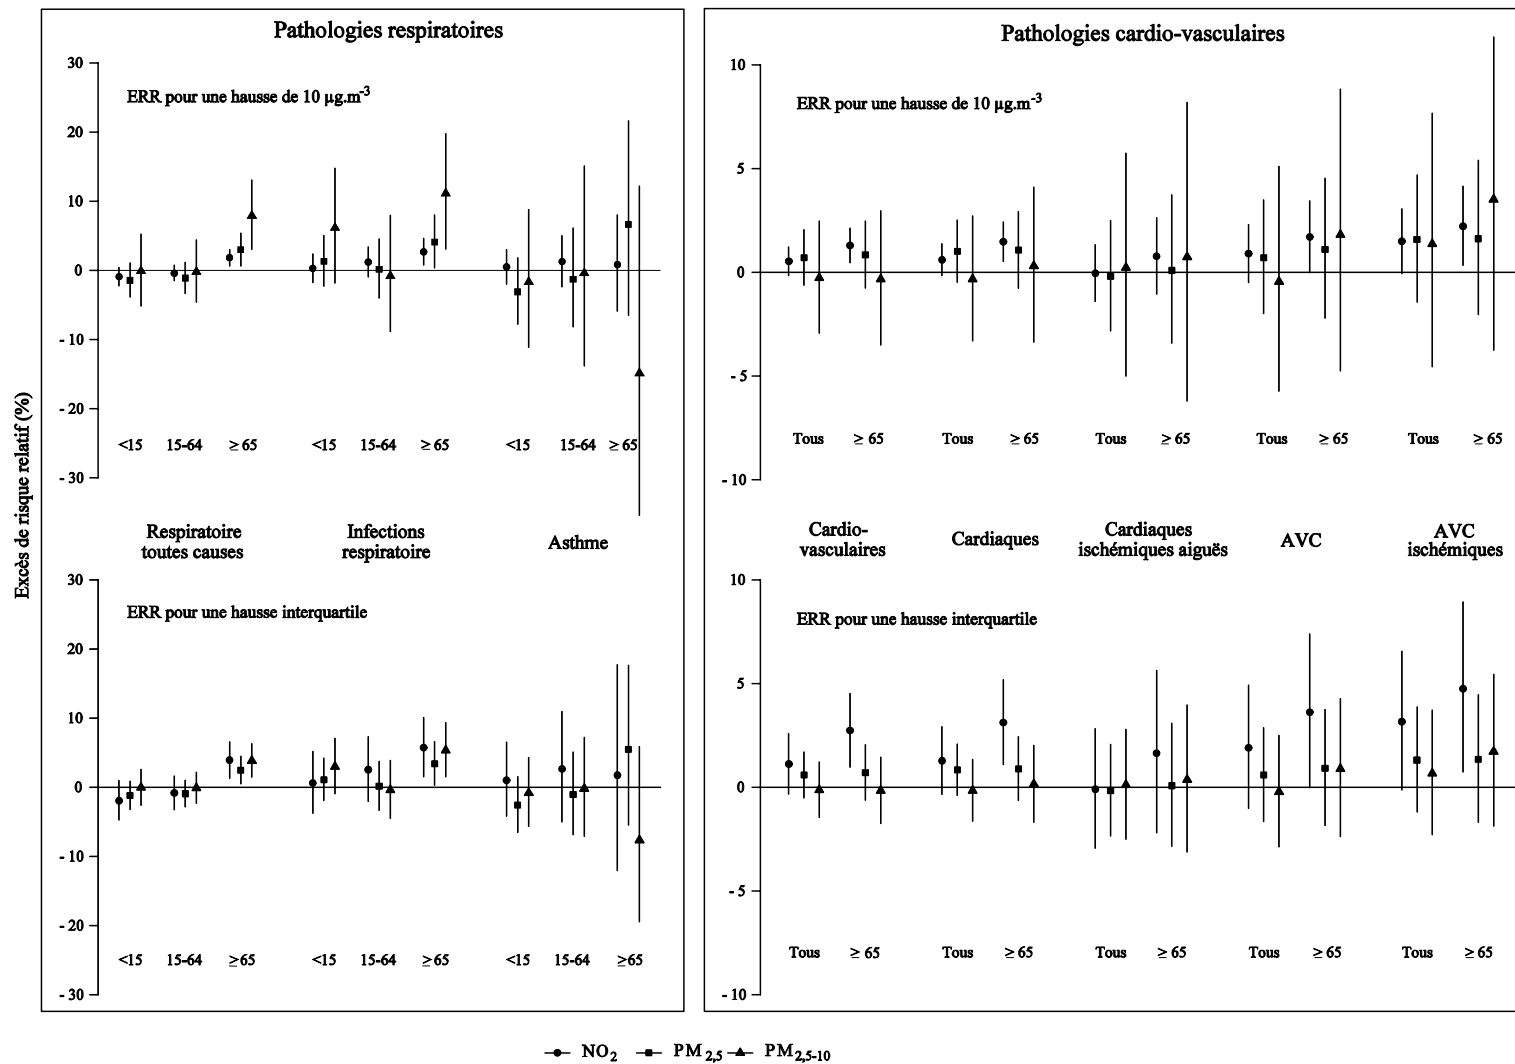 Pathologies respiratoires
30
ERR pour une hausse de 10 µg.m-3
20
10
0
- 10
- 20
- 30
<15 15-64 ≥ 65 <15 15-64 ≥ 65 <15 15-64 ≥ 65
Respiratoire toutes causes
Infections respiratoire
Asthme
30
ERR pour une hausse interquartile
20
10
0
- 10
- 20
- 30
<15 15-64 ≥65 <15 15-64 ≥65 <15 15-64 ≥65
Excès de risque relatif (%)
Pathologies cardio-vasculaires
10
ERR pour une hausse de 10 µg.m-3
5
0
- 5
- 10
Tous ≥ 65 Tous ≥ 65 Tous ≥ 65 Tous ≥ 65 Tous ≥ 65
Cardio-
vasculaires
Cardiaques
Cardiaques
ischémiques aiguës
AVC
AVC
ischémiques
10
ERR pour une hausse interquartile
5
0
- 5
- 10
Tous ≥ 65 Tous ≥ 65 Tous ≥ 65 Tous ≥ 65 Tous ≥ 65
NO2 PM2,5 PM2,5-10